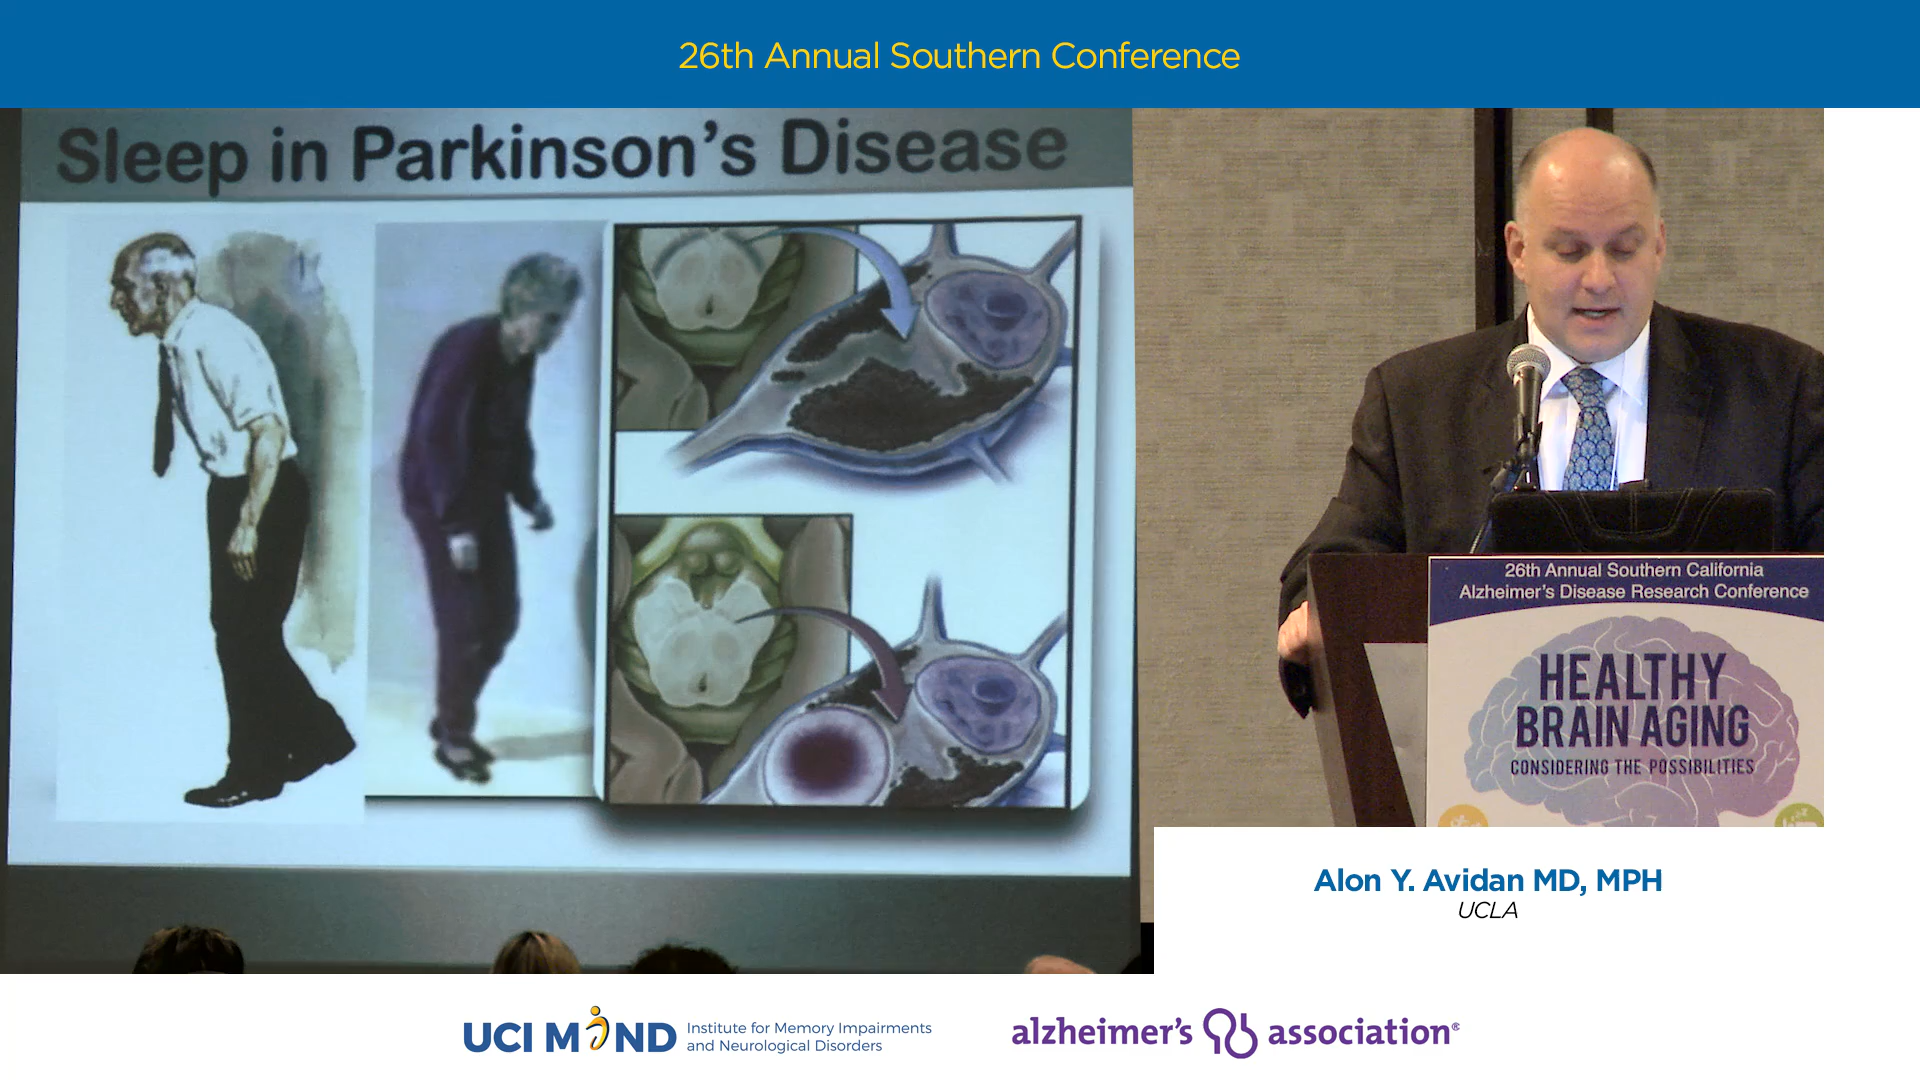 26th Annual Southern Conference
Sleep in Parkinson's Disease
26th Annual Southern California
Alzheimer's Disease Research Conference
HEALTHY
BRAIN AGING
CONSIDERING THE POSSIBILITIES
Alon Y. Avidan MD, MPH
UCLA
UCI MIND
Institute for Memory Impairments
and Neurological Disorders
alzheimer's association®